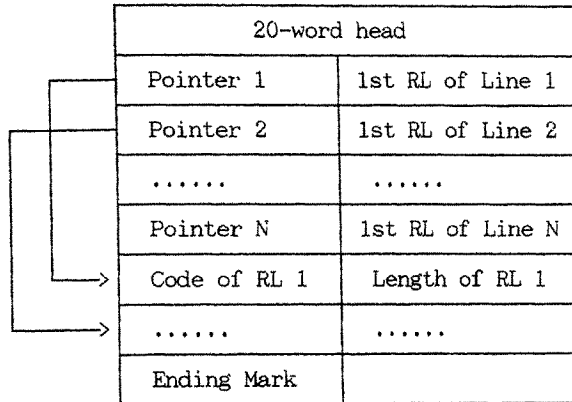 20-word head
Pointer 1 1st RL of Line 1
Pointer 2 1st RL of Line 2
...... ......
Pointer N 1st RL of Line N
Code of RL 1 Length of RL 1
...... ......
Ending Mark